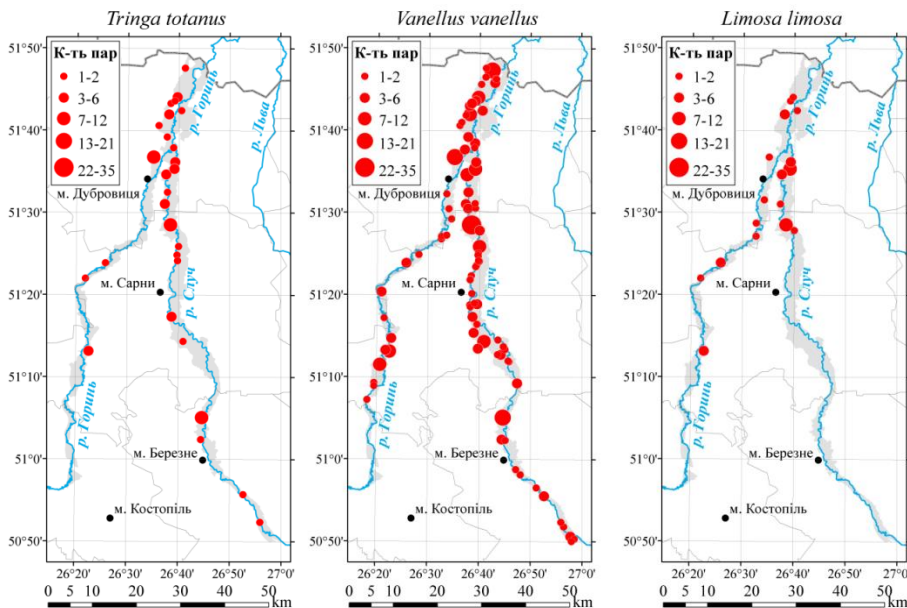 Tringa totanus
Vanellus vanellus
Limosa limosa
51°50'
51°40'
51°30'
51°20'
51°10'
51°0'
50°50'
К-ть пар
1-2
3-6
7-12
13-21
22-35
р. Горинь
р. Льва
м. Дубровиця
м. Сарни
р. Случ
р. Горинь
м. Березне
м. Костопіль
26°20' 26°30' 26°40' 26°50' 27°0'
0 5 10 20 30 40 50 km
51°50'
51°40'
51°30'
51°20'
51°10'
51°0'
50°50'
К-ть пар
1-2
3-6
7-12
13-21
22-35
р. Горинь
р. Льва
м. Дубровиця
м. Сарни
р. Случ
р. Горинь
м. Березне
м. Костопіль
26°20' 26°30' 26°40' 26°50' 27°0'
0 5 10 20 30 40 50 km
51°50'
51°40'
51°30'
51°20'
51°10'
51°0'
50°50'
К-ть пар
1-2
3-6
7-12
13-21
22-35
р. Горинь
р. Льва
м. Дубровиця
м. Сарни
р. Случ
р. Горинь
м. Березне
м. Костопіль
26°20' 26°30' 26°40' 26°50' 27°0'
0 5 10 20 30 40 50 km